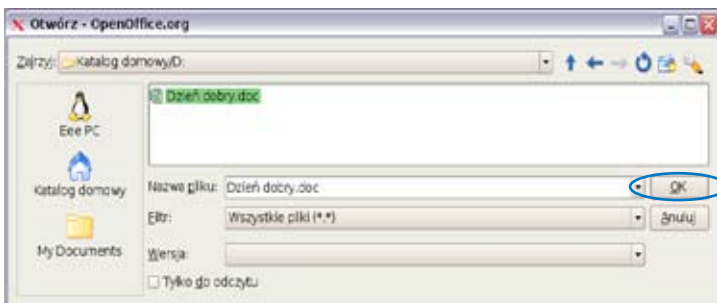 Otwórz - OpenOffice.org
Zajrzyj: Katalog domowy/D:
Dzień dobry.doc
Eee PC
Katalog domowy
My Documents
Nazwa pliku: Dzień dobry.doc OK
Filtr: Wszystkie pliki (*.*) Anuluj
Wersja:
Tylko do odczytu